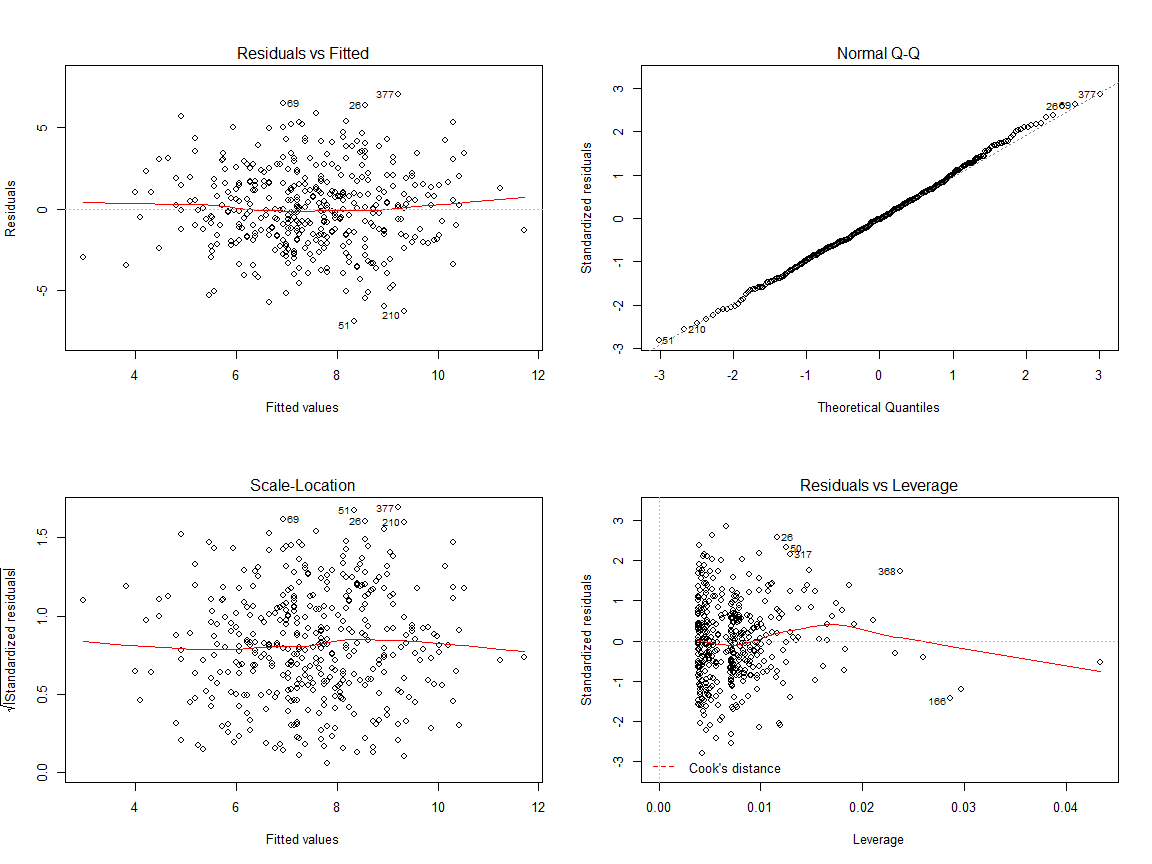 Residuals vs Fitted
Residuals
5
0
-5
69
26
377
51
210
4 6 8 10 12
Fitted values
Normal Q-Q
Standardized residuals
3
2
1
0
-1
-2
-3
377
26
69
51
210
-3 -2 -1 0 1 2 3
Theoretical Quantiles
Scale-Location
√|Standardized residuals|
1.5
1.0
0.5
0.0
69
51
377
26
210
4 6 8 10 12
Fitted values
Residuals vs Leverage
Standardized residuals
3
2
1
0
-1
-2
-3
26
50
317
368
166
Cook's distance
0.00 0.01 0.02 0.03 0.04
Leverage